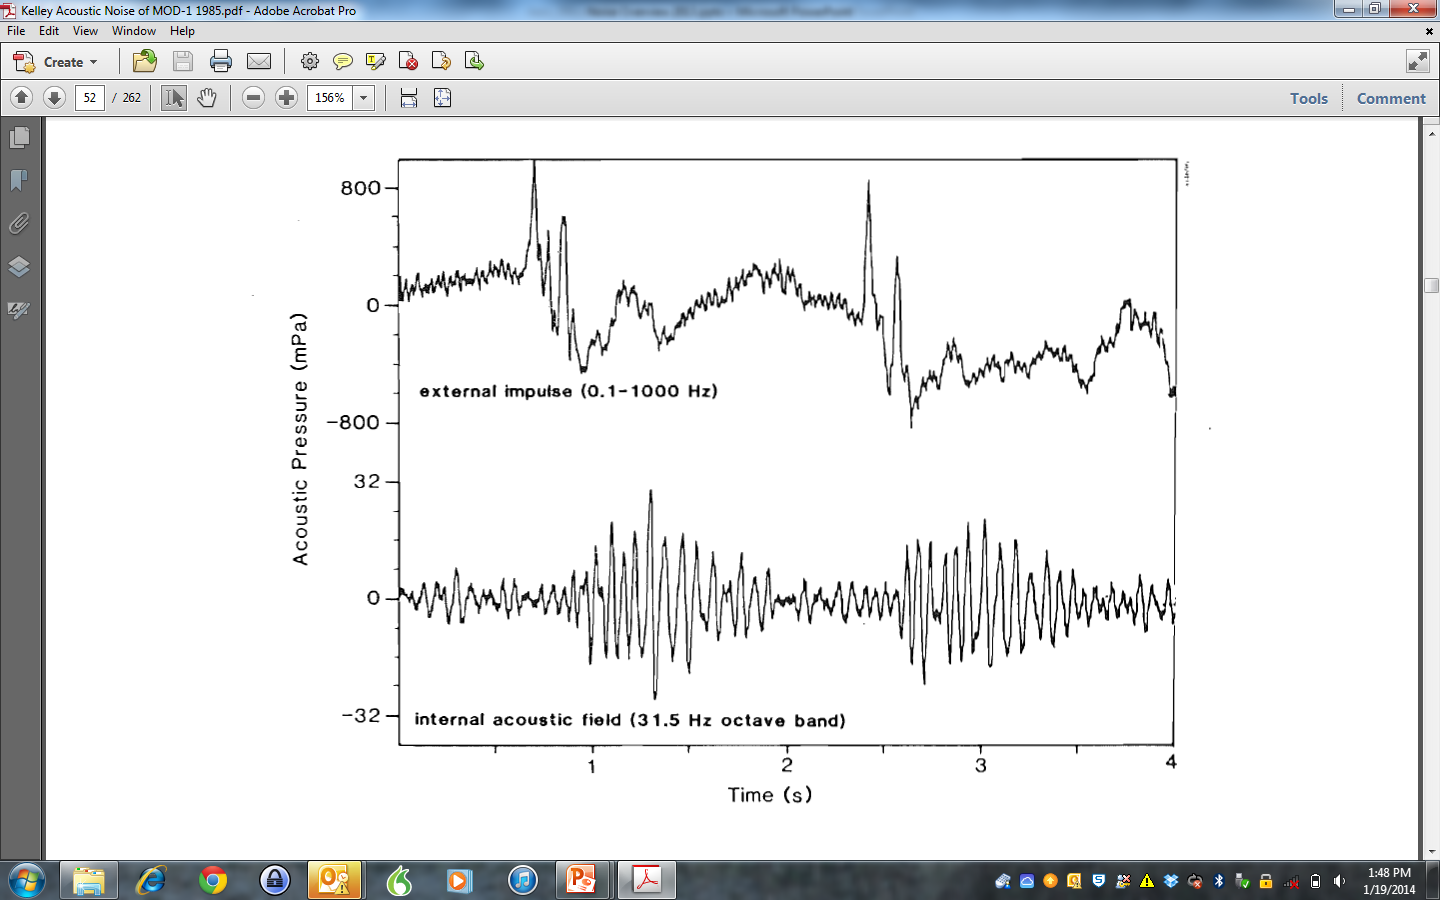 Kelley Acoustic Noise of MOD-1 1985.pdf - Adobe Acrobat Pro
File Edit View Window Help
Create
52 / 262
156%
Tools Comment
800
0
-800
external impulse (0.1-1000 Hz)
Acoustic Pressure (mPa)
32
0
-32
internal acoustic field (31.5 Hz octave band)
1 2 3 4
Time (s)
1:48 PM
1/19/2014